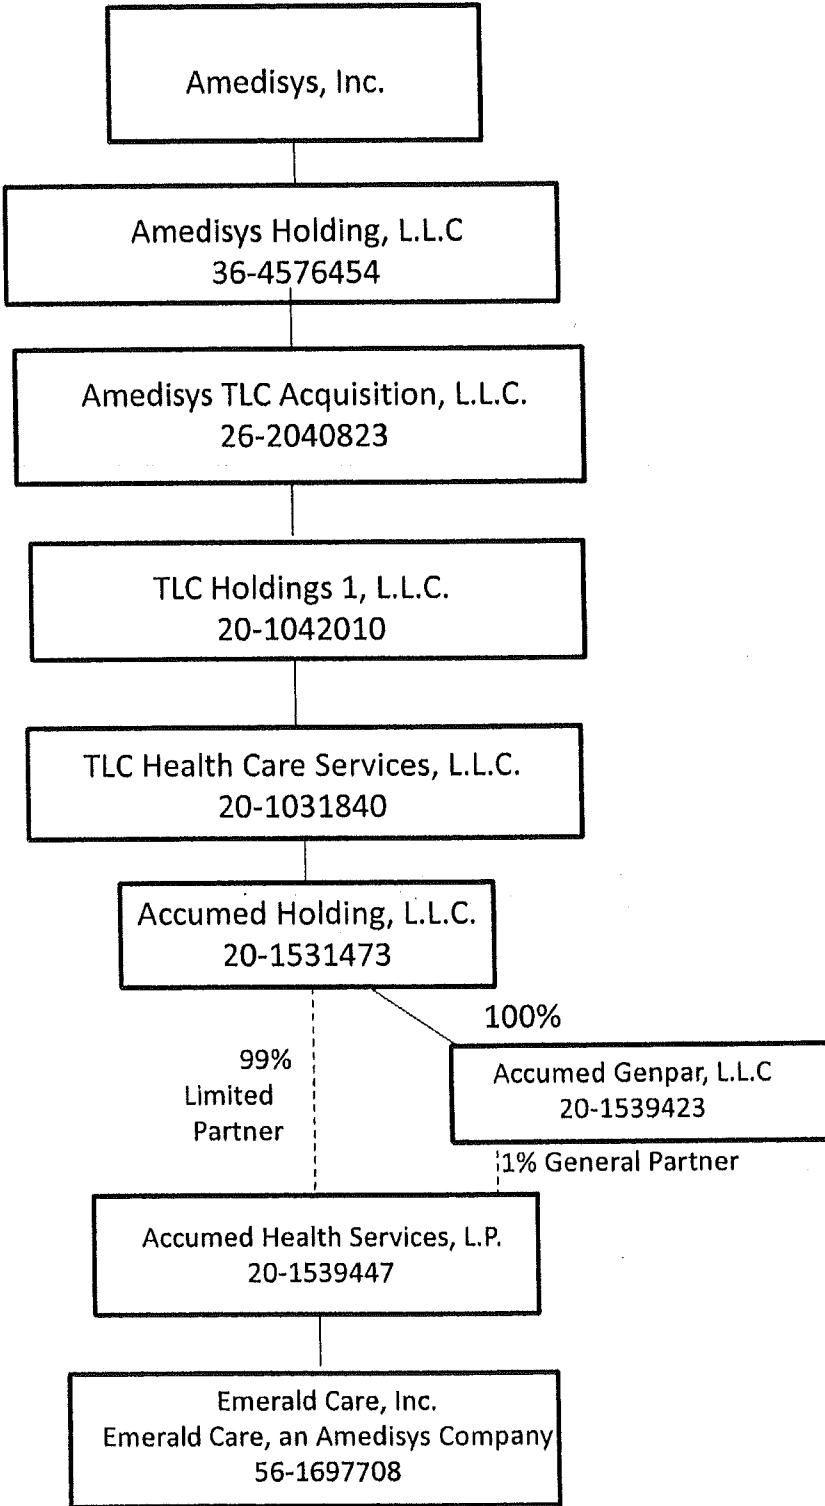 Amedisys, Inc.
Amedisys Holding, L.L.C
36-4576454
Amedisys TLC Acquisition, L.L.C.
26-2040823
TLC Holdings 1, L.L.C.
20-1042010
TLC Health Care Services, L.L.C.
20-1031840
Accumed Holding, L.L.C.
20-1531473
100%
99%
Limited
Partner
Accumed Genpar, L.L.C
20-1539423
1% General Partner
Accumed Health Services, L.P.
20-1539447
Emerald Care, Inc.
Emerald Care, an Amedisys Company
56-1697708